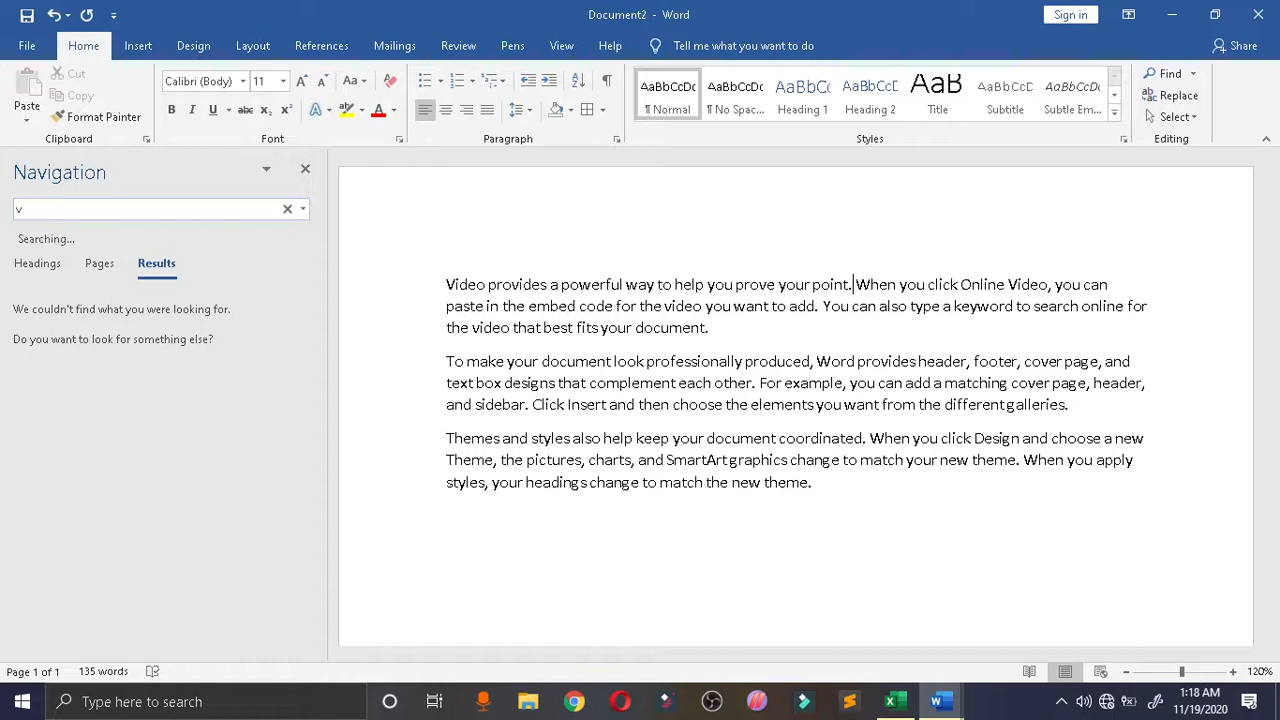 Document2 - Word
Sign in
File Home Insert Design Layout References Mailings Review Pens View Help Tell me what you want to do Share
Paste
Cut
Copy
Format Painter
Clipboard
Calibri (Body) 11
Font
Paragraph
AaBbCcDc AaBbCcDc AaBbC AaBbCc AaB AaBbCcD AaBbCcDc
¶ Normal ¶ No Spac... Heading 1 Heading 2 Title Subtitle Subtle Em...
Styles
Find
Replace
Select
Editing
Navigation
v
Searching...
Headings Pages Results
We couldn't find what you were looking for.
Do you want to look for something else?
Video provides a powerful way to help you prove your point. When you click Online Video, you can
paste in the embed code for the video you want to add. You can also type a keyword to search online for
the video that best fits your document.
To make your document look professionally produced, Word provides header, footer, cover page, and
text box designs that complement each other. For example, you can add a matching cover page, header,
and sidebar. Click Insert and then choose the elements you want from the different galleries.
Themes and styles also help keep your document coordinated. When you click Design and choose a new
Theme, the pictures, charts, and SmartArt graphics change to match your new theme. When you apply
styles, your headings change to match the new theme.
Page 1 of 1 135 words
120%
Type here to search
1:18 AM
11/19/2020